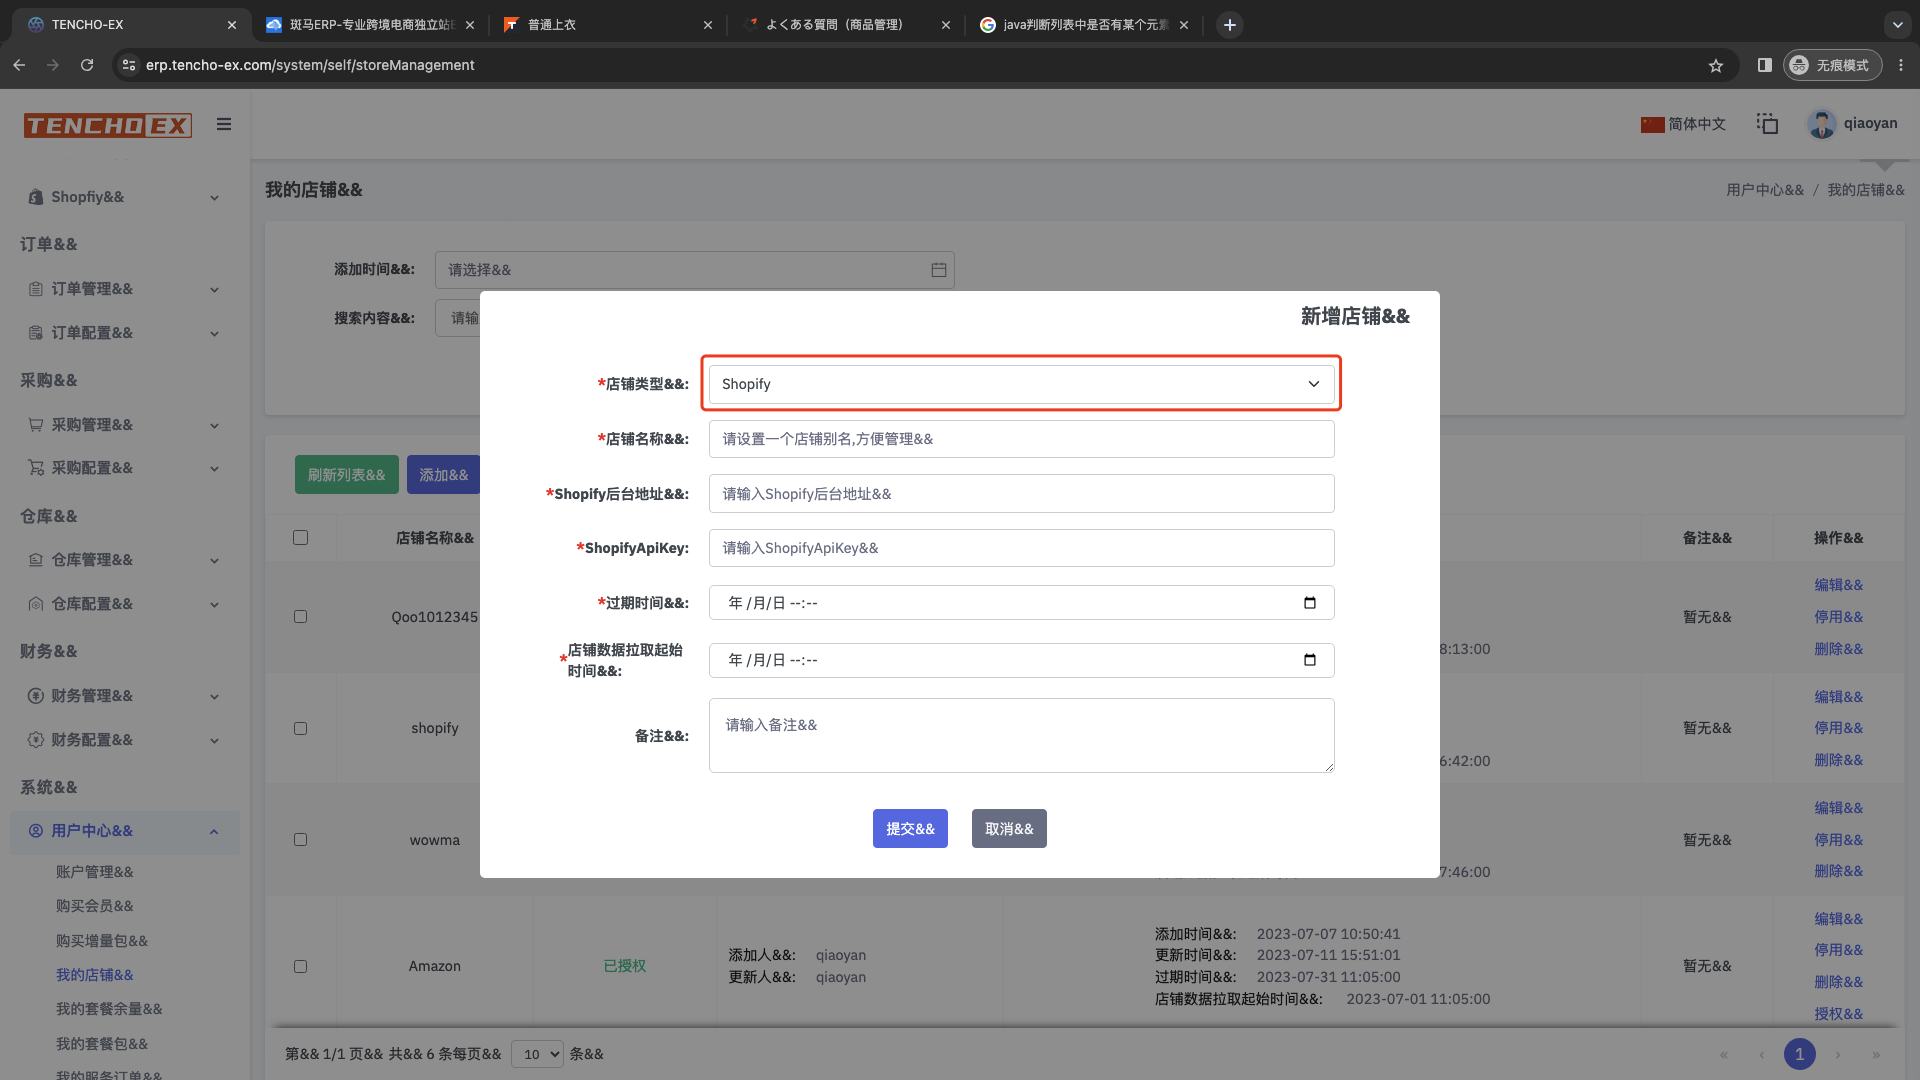 TENCHO-EX
斑马ERP-专业跨境电商独立站E
普通上衣
よくある質問（商品管理）
java判断列表中是否有某个元素
erp.tencho-ex.com/system/self/storeManagement
无痕模式
TENCHO EX
简体中文
qiaoyan
Shopfiy&&
订单&&
订单管理&&
订单配置&&
采购&&
采购管理&&
采购配置&&
仓库&&
仓库管理&&
仓库配置&&
财务&&
财务管理&&
财务配置&&
系统&&
用户中心&&
账户管理&&
购买会员&&
购买增量包&&
我的店铺&&
我的套餐余量&&
我的套餐包&&
我的服务订单&&
我的店铺&&
用户中心&& / 我的店铺&&
添加时间&&: 请选择&&
搜索内容&&: 请输
刷新列表&& 添加&&
店铺名称&& 备注&& 操作&&
Qoo1012345 8:13:00 暂无&& 编辑&&
停用&&
删除&&
shopify 6:42:00 暂无&& 编辑&&
停用&&
删除&&
wowma 7:46:00 暂无&& 编辑&&
停用&&
删除&&
Amazon 已授权
添加人&&: qiaoyan
更新人&&: qiaoyan
添加时间&&: 2023-07-07 10:50:41
更新时间&&: 2023-07-11 15:51:01
过期时间&&: 2023-07-31 11:05:00
店铺数据拉取起始时间&&: 2023-07-01 11:05:00
暂无&&
编辑&&
停用&&
删除&&
授权&&
第&& 1/1 页&& 共&& 6 条每页&& 10 条&&
« ‹ 1 › »
新增店铺&&
*店铺类型&&: Shopify
*店铺名称&&: 请设置一个店铺别名,方便管理&&
*Shopify后台地址&&: 请输入Shopify后台地址&&
*ShopifyApiKey: 请输入ShopifyApiKey&&
*过期时间&&: 年 /月/日 --:--
*店铺数据拉取起始
时间&&: 年 /月/日 --:--
备注&&: 请输入备注&&
提交&& 取消&&